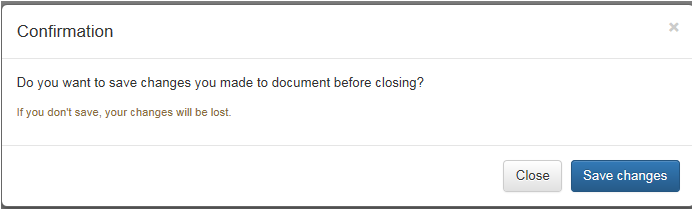 Confirmation
×
Do you want to save changes you made to document before closing?
If you don't save, your changes will be lost.
Close
Save changes